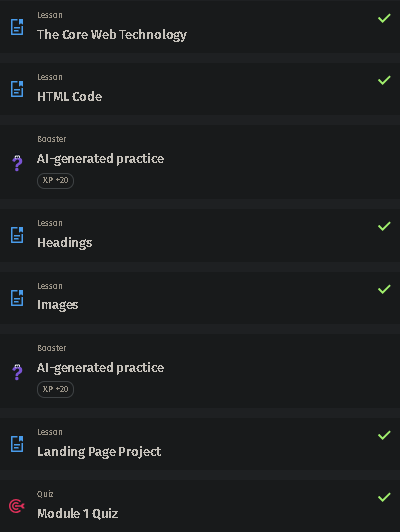 Lesson
The Core Web Technology
Lesson
HTML Code
Booster
AI-generated practice
XP +20
Lesson
Headings
Lesson
Images
Booster
AI-generated practice
XP +20
Lesson
Landing Page Project
Quiz
Module 1 Quiz